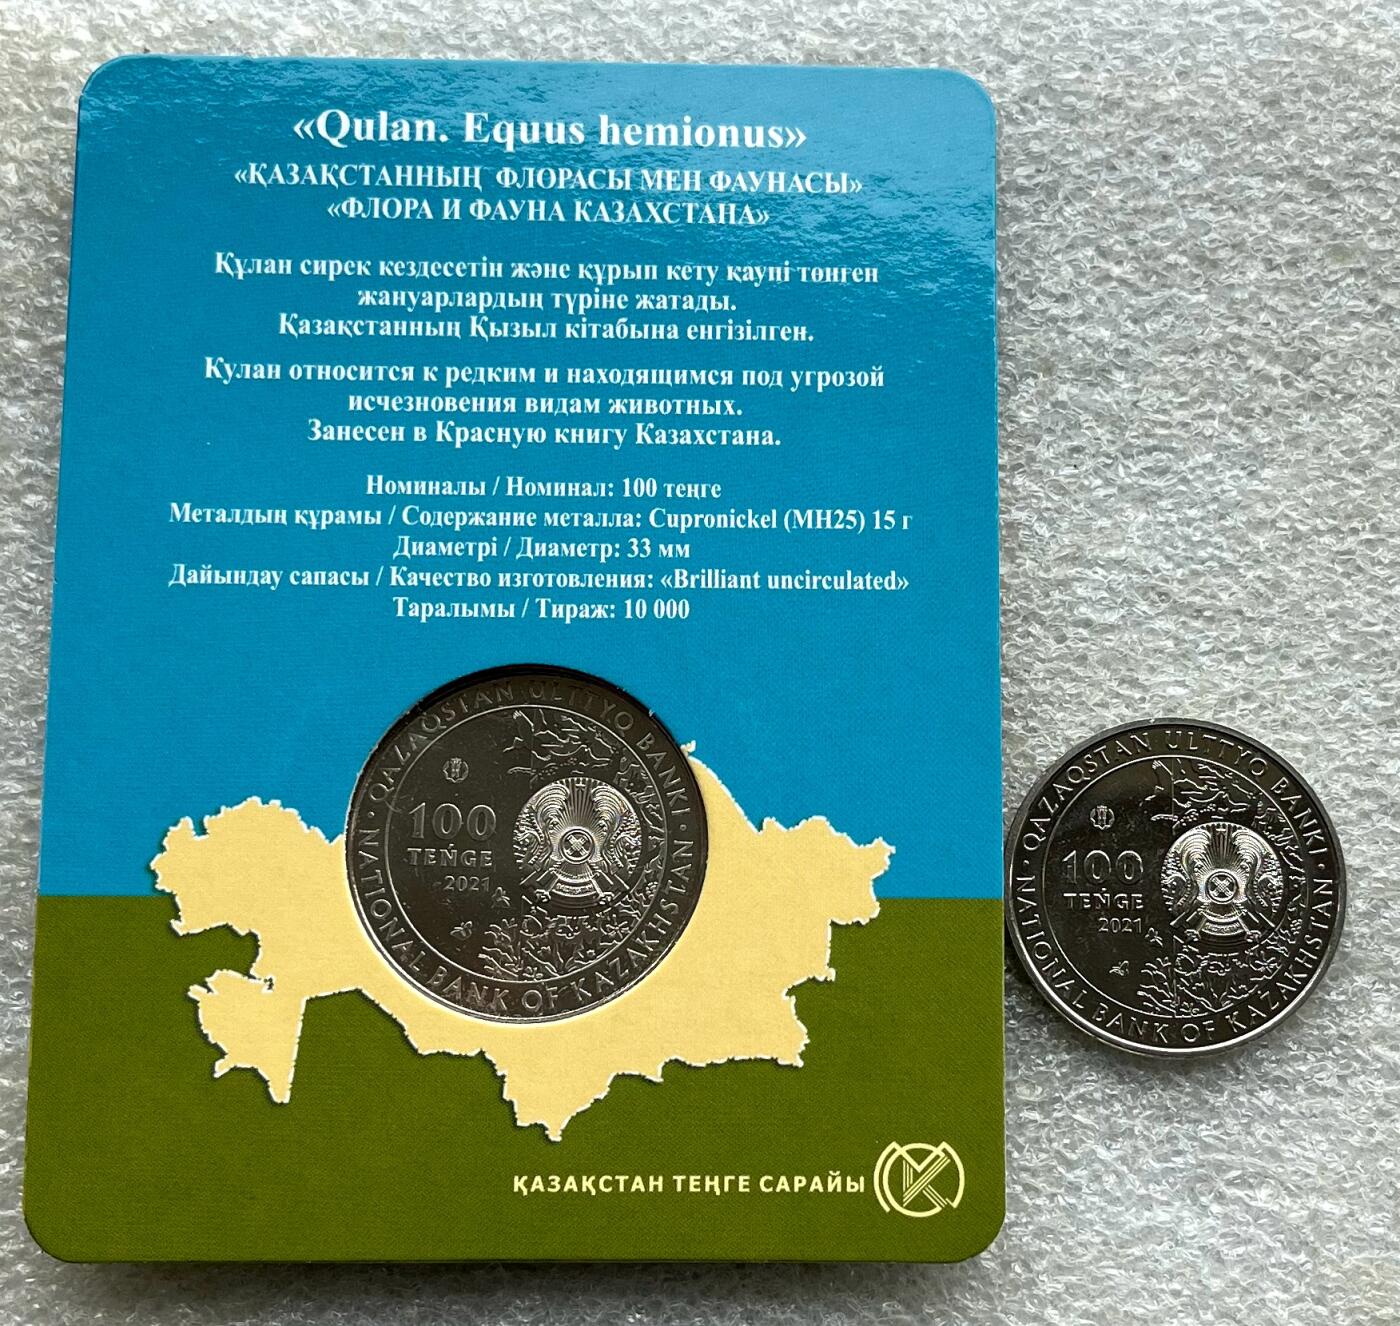 «Qulan. Equus hemionus»
«ҚАЗАҚСТАННЫҢ ФЛОРАСЫ МЕН ФАУНАСЫ»
«ФЛОРА И ФАУНА КАЗАХСТАНА»
Құлан сирек кездесетін және құрып кету қаупі төнген
жануарлардың түріне жатады.
Қазақстанның Қызыл кітабына енгізілген.
Кулан относится к редким и находящимся под угрозой
исчезновения видам животных.
Занесен в Красную книгу Казахстана.
Номиналы / Номинал: 100 теңге
Металдың құрамы / Содержание металла: Cupronickel (МН25) 15 г
Диаметрі / Диаметр: 33 мм
Дайындау сапасы / Качество изготовления: «Brilliant uncirculated»
Таралымы / Тираж: 10 000
QAZAQSTAN ULTTYQ BANKI
100
TEŃGE
2021
NATIONAL BANK OF KAZAKHSTAN
QAZAQSTAN ULTTYQ BANKI
100
TEŃGE
2021
NATIONAL BANK OF KAZAKHSTAN
ҚАЗАҚСТАН ТЕҢГЕ САРАЙЫ